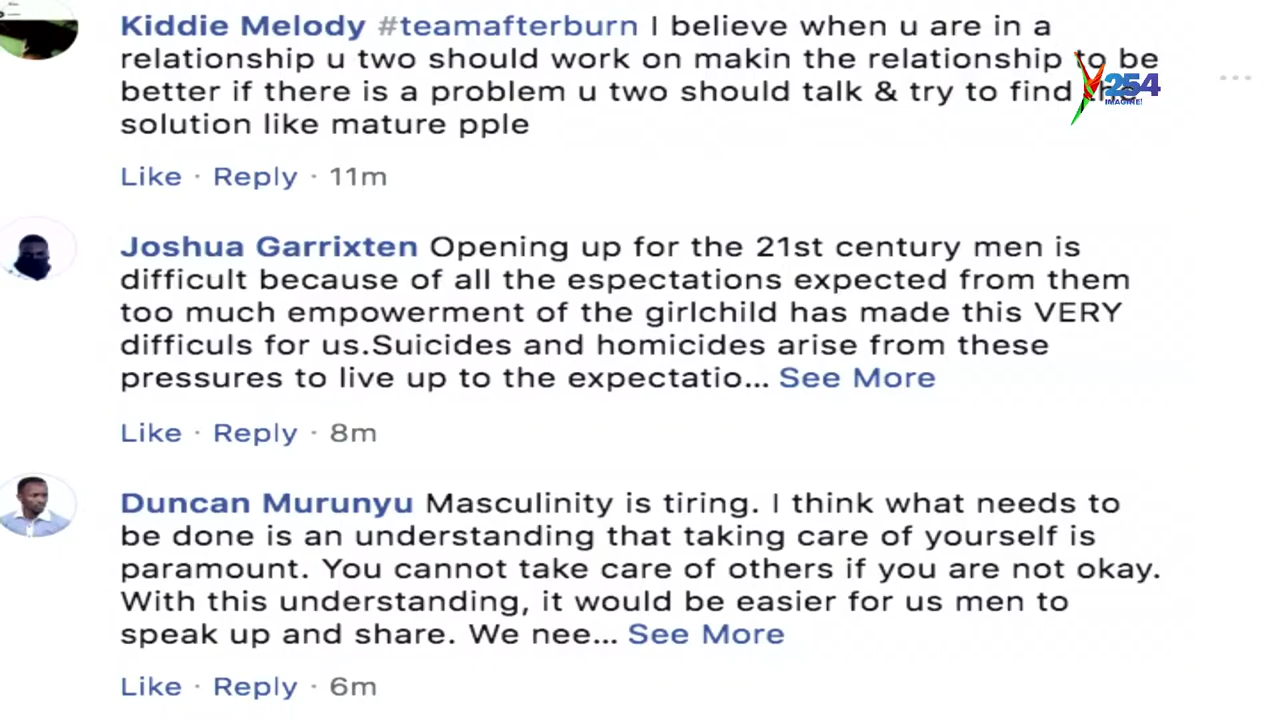 Kiddie Melody #teamafterburn I believe when u are in a
relationship u two should work on makin the relationship to be
better if there is a problem u two should talk & try to find the
solution like mature pple
Y254
IMAGINE!
Like · Reply · 11m
Joshua Garrixten Opening up for the 21st century men is
difficult because of all the espectations expected from them
too much empowerment of the girlchild has made this VERY
difficuls for us.Suicides and homicides arise from these
pressures to live up to the expectatio... See More
Like · Reply · 8m
Duncan Murunyu Masculinity is tiring. I think what needs to
be done is an understanding that taking care of yourself is
paramount. You cannot take care of others if you are not okay.
With this understanding, it would be easier for us men to
speak up and share. We nee... See More
Like · Reply · 6m